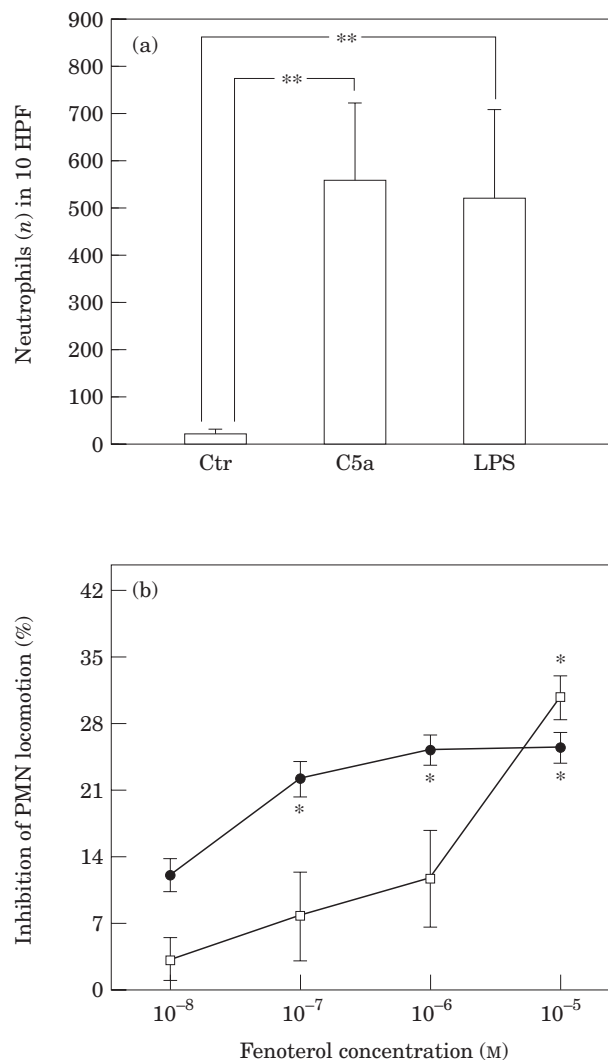 900
(a)
**
800
**
700
600
500
400
300
200
100
0
Neutrophils (n) in 10 HPF
Ctr C5a LPS
42
(b)
35
*
28
21
* * *
14
7
0
Inhibition of PMN locomotion (%)
10⁻⁸ 10⁻⁷ 10⁻⁶ 10⁻⁵
Fenoterol concentration (M)